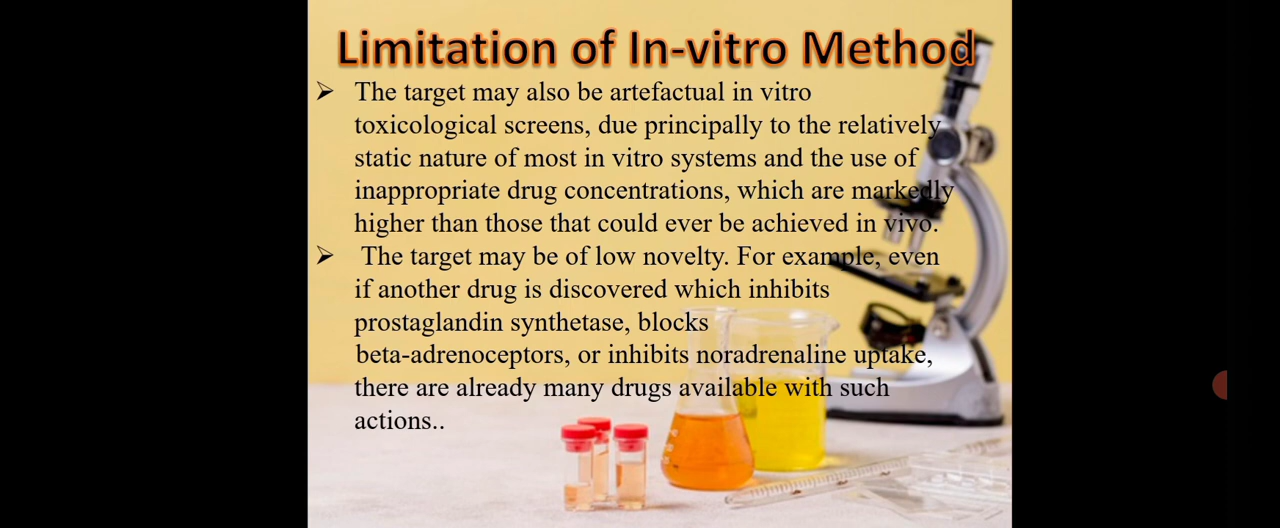 Limitation of In-vitro Method
➢ The target may also be artefactual in vitro
toxicological screens, due principally to the relatively
static nature of most in vitro systems and the use of
inappropriate drug concentrations, which are markedly
higher than those that could ever be achieved in vivo.
➢ The target may be of low novelty. For example, even
if another drug is discovered which inhibits
prostaglandin synthetase, blocks
beta-adrenoceptors, or inhibits noradrenaline uptake,
there are already many drugs available with such
actions..